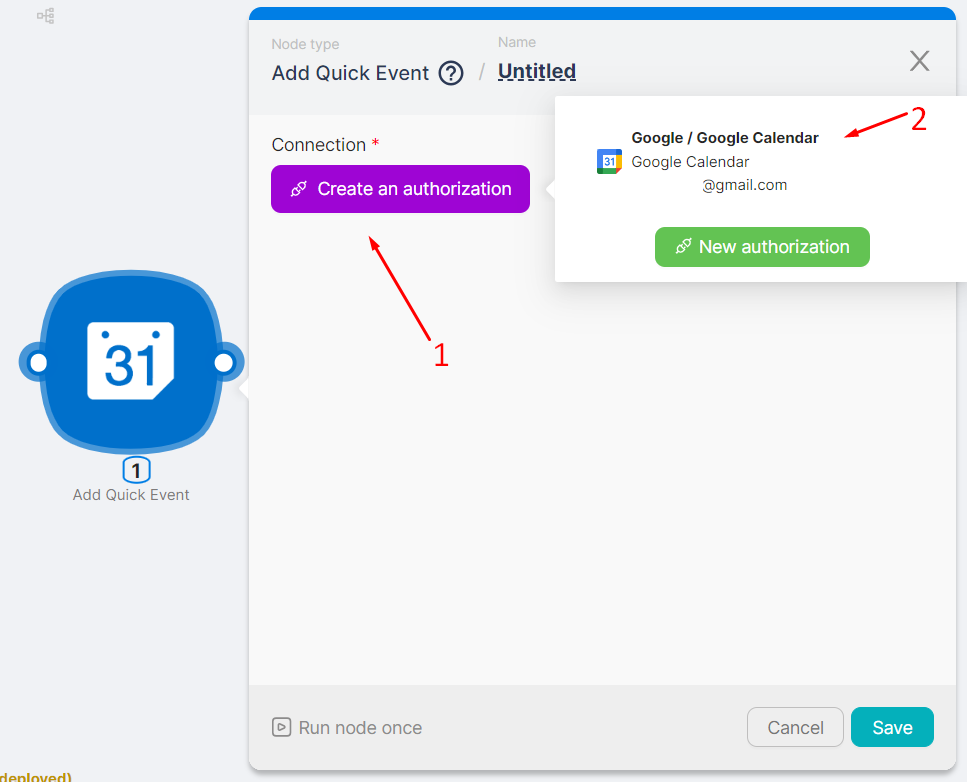 Node type
Add Quick Event ? / 
Name
Untitled
Connection *
Create an authorization
1
Google / Google Calendar
31
Google Calendar
@gmail.com
New authorization
2
31
1
Add Quick Event
Run node once
Cancel
Save
deployed)